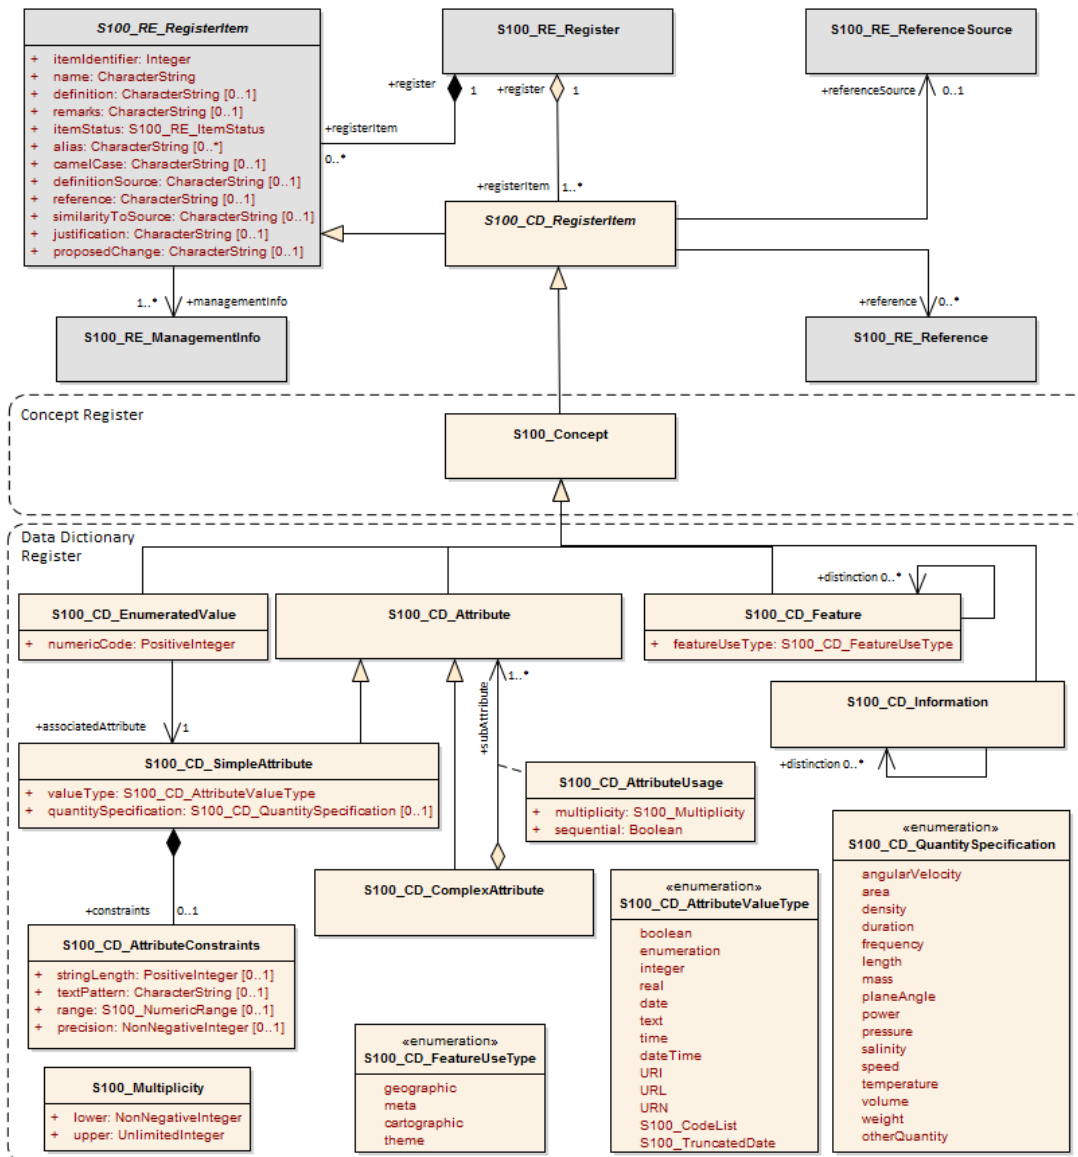 S100_RE_RegisterItem
+ itemIdentifier: Integer
+ name: CharacterString
+ definition: CharacterString [0..1]
+ remarks: CharacterString [0..1]
+ itemStatus: S100_RE_ItemStatus
+ alias: CharacterString [0..*]
+ camelCase: CharacterString [0..1]
+ definitionSource: CharacterString [0..1]
+ reference: CharacterString [0..1]
+ similarityToSource: CharacterString [0..1]
+ justification: CharacterString [0..1]
+ proposedChange: CharacterString [0..1]
S100_RE_Register
S100_RE_ReferenceSource
+register 1
+register 1
+referenceSource 0..1
+registerItem
0..*
+registerItem 1..*
S100_CD_RegisterItem
1..* +managementInfo
+reference 0..*
S100_RE_ManagementInfo
S100_RE_Reference
Concept Register
S100_Concept
Data Dictionary
Register
S100_CD_EnumeratedValue
+ numericCode: PositiveInteger
S100_CD_Attribute
+distinction 0..*
S100_CD_Feature
+ featureUseType: S100_CD_FeatureUseType
S100_CD_Information
+distinction 0..*
+associatedAttribute 1
+subAttribute
1..*
S100_CD_SimpleAttribute
+ valueType: S100_CD_AttributeValueType
+ quantitySpecification: S100_CD_QuantitySpecification [0..1]
S100_CD_AttributeUsage
+ multiplicity: S100_Multiplicity
+ sequential: Boolean
S100_CD_ComplexAttribute
+constraints 0..1
S100_CD_AttributeConstraints
+ stringLength: PositiveInteger [0..1]
+ textPattern: CharacterString [0..1]
+ range: S100_NumericRange [0..1]
+ precision: NonNegativeInteger [0..1]
S100_Multiplicity
+ lower: NonNegativeInteger
+ upper: UnlimitedInteger
«enumeration»
S100_CD_FeatureUseType
geographic
meta
cartographic
theme
«enumeration»
S100_CD_AttributeValueType
boolean
enumeration
integer
real
date
text
time
dateTime
URI
URL
URN
S100_CodeList
S100_TruncatedDate
«enumeration»
S100_CD_QuantitySpecification
angularVelocity
area
density
duration
frequency
length
mass
planeAngle
power
pressure
salinity
speed
temperature
volume
weight
otherQuantity